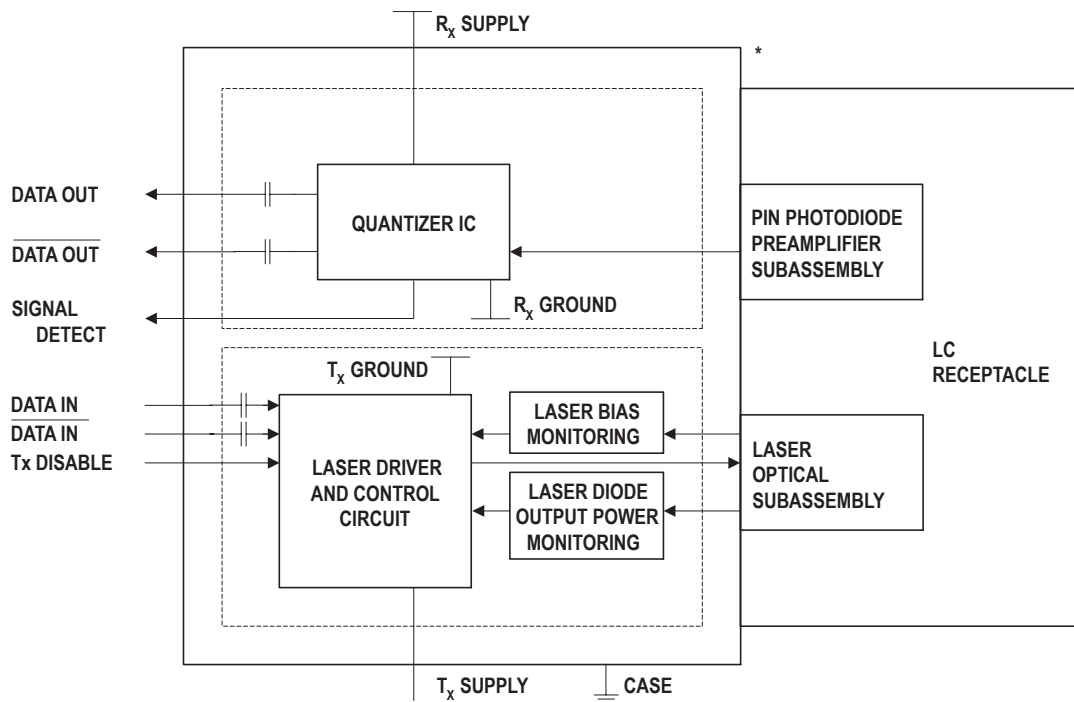 RX SUPPLY
*
DATA OUT
DATA OUT
SIGNAL
DETECT
QUANTIZER IC
RX GROUND
PIN PHOTODIODE
PREAMPLIFIER
SUBASSEMBLY
LC
RECEPTACLE
TX GROUND
DATA IN
DATA IN
Tx DISABLE
LASER DRIVER
AND CONTROL
CIRCUIT
LASER BIAS
MONITORING
LASER DIODE
OUTPUT POWER
MONITORING
LASER
OPTICAL
SUBASSEMBLY
TX SUPPLY
CASE